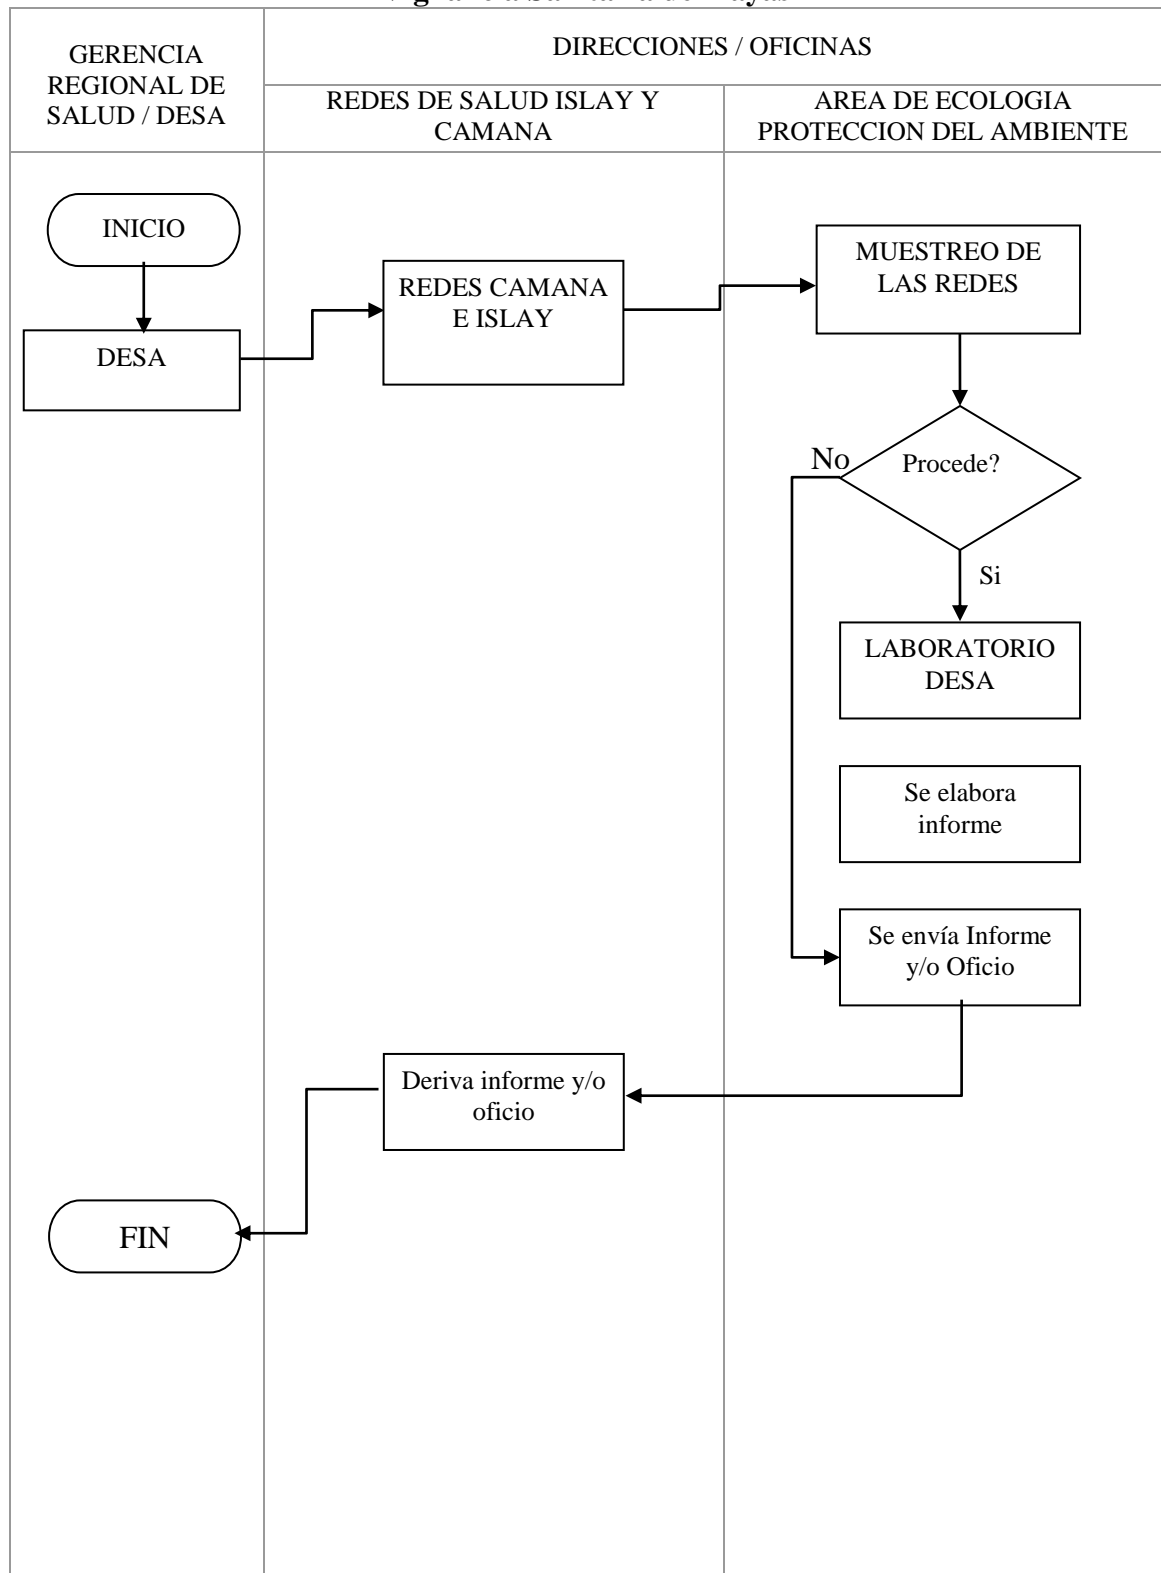 GERENCIA
REGIONAL DE
SALUD / DESA
DIRECCIONES / OFICINAS
REDES DE SALUD ISLAY Y
CAMANA
AREA DE ECOLOGIA
PROTECCION DEL AMBIENTE
INICIO
DESA
REDES CAMANA
E ISLAY
MUESTREO DE
LAS REDES
Procede?
No
Si
LABORATORIO
DESA
Se elabora
informe
Se envía Informe
y/o Oficio
Deriva informe y/o
oficio
FIN